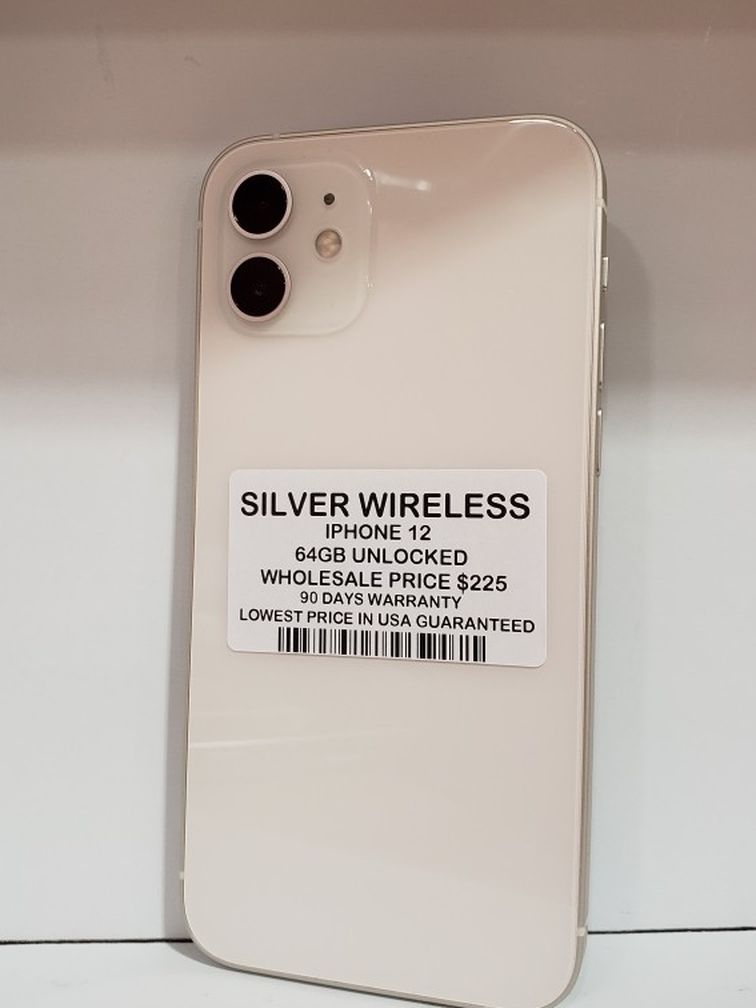 SILVER WIRELESS
IPHONE 12
64GB UNLOCKED
WHOLESALE PRICE $225
90 DAYS WARRANTY
LOWEST PRICE IN USA GUARANTEED